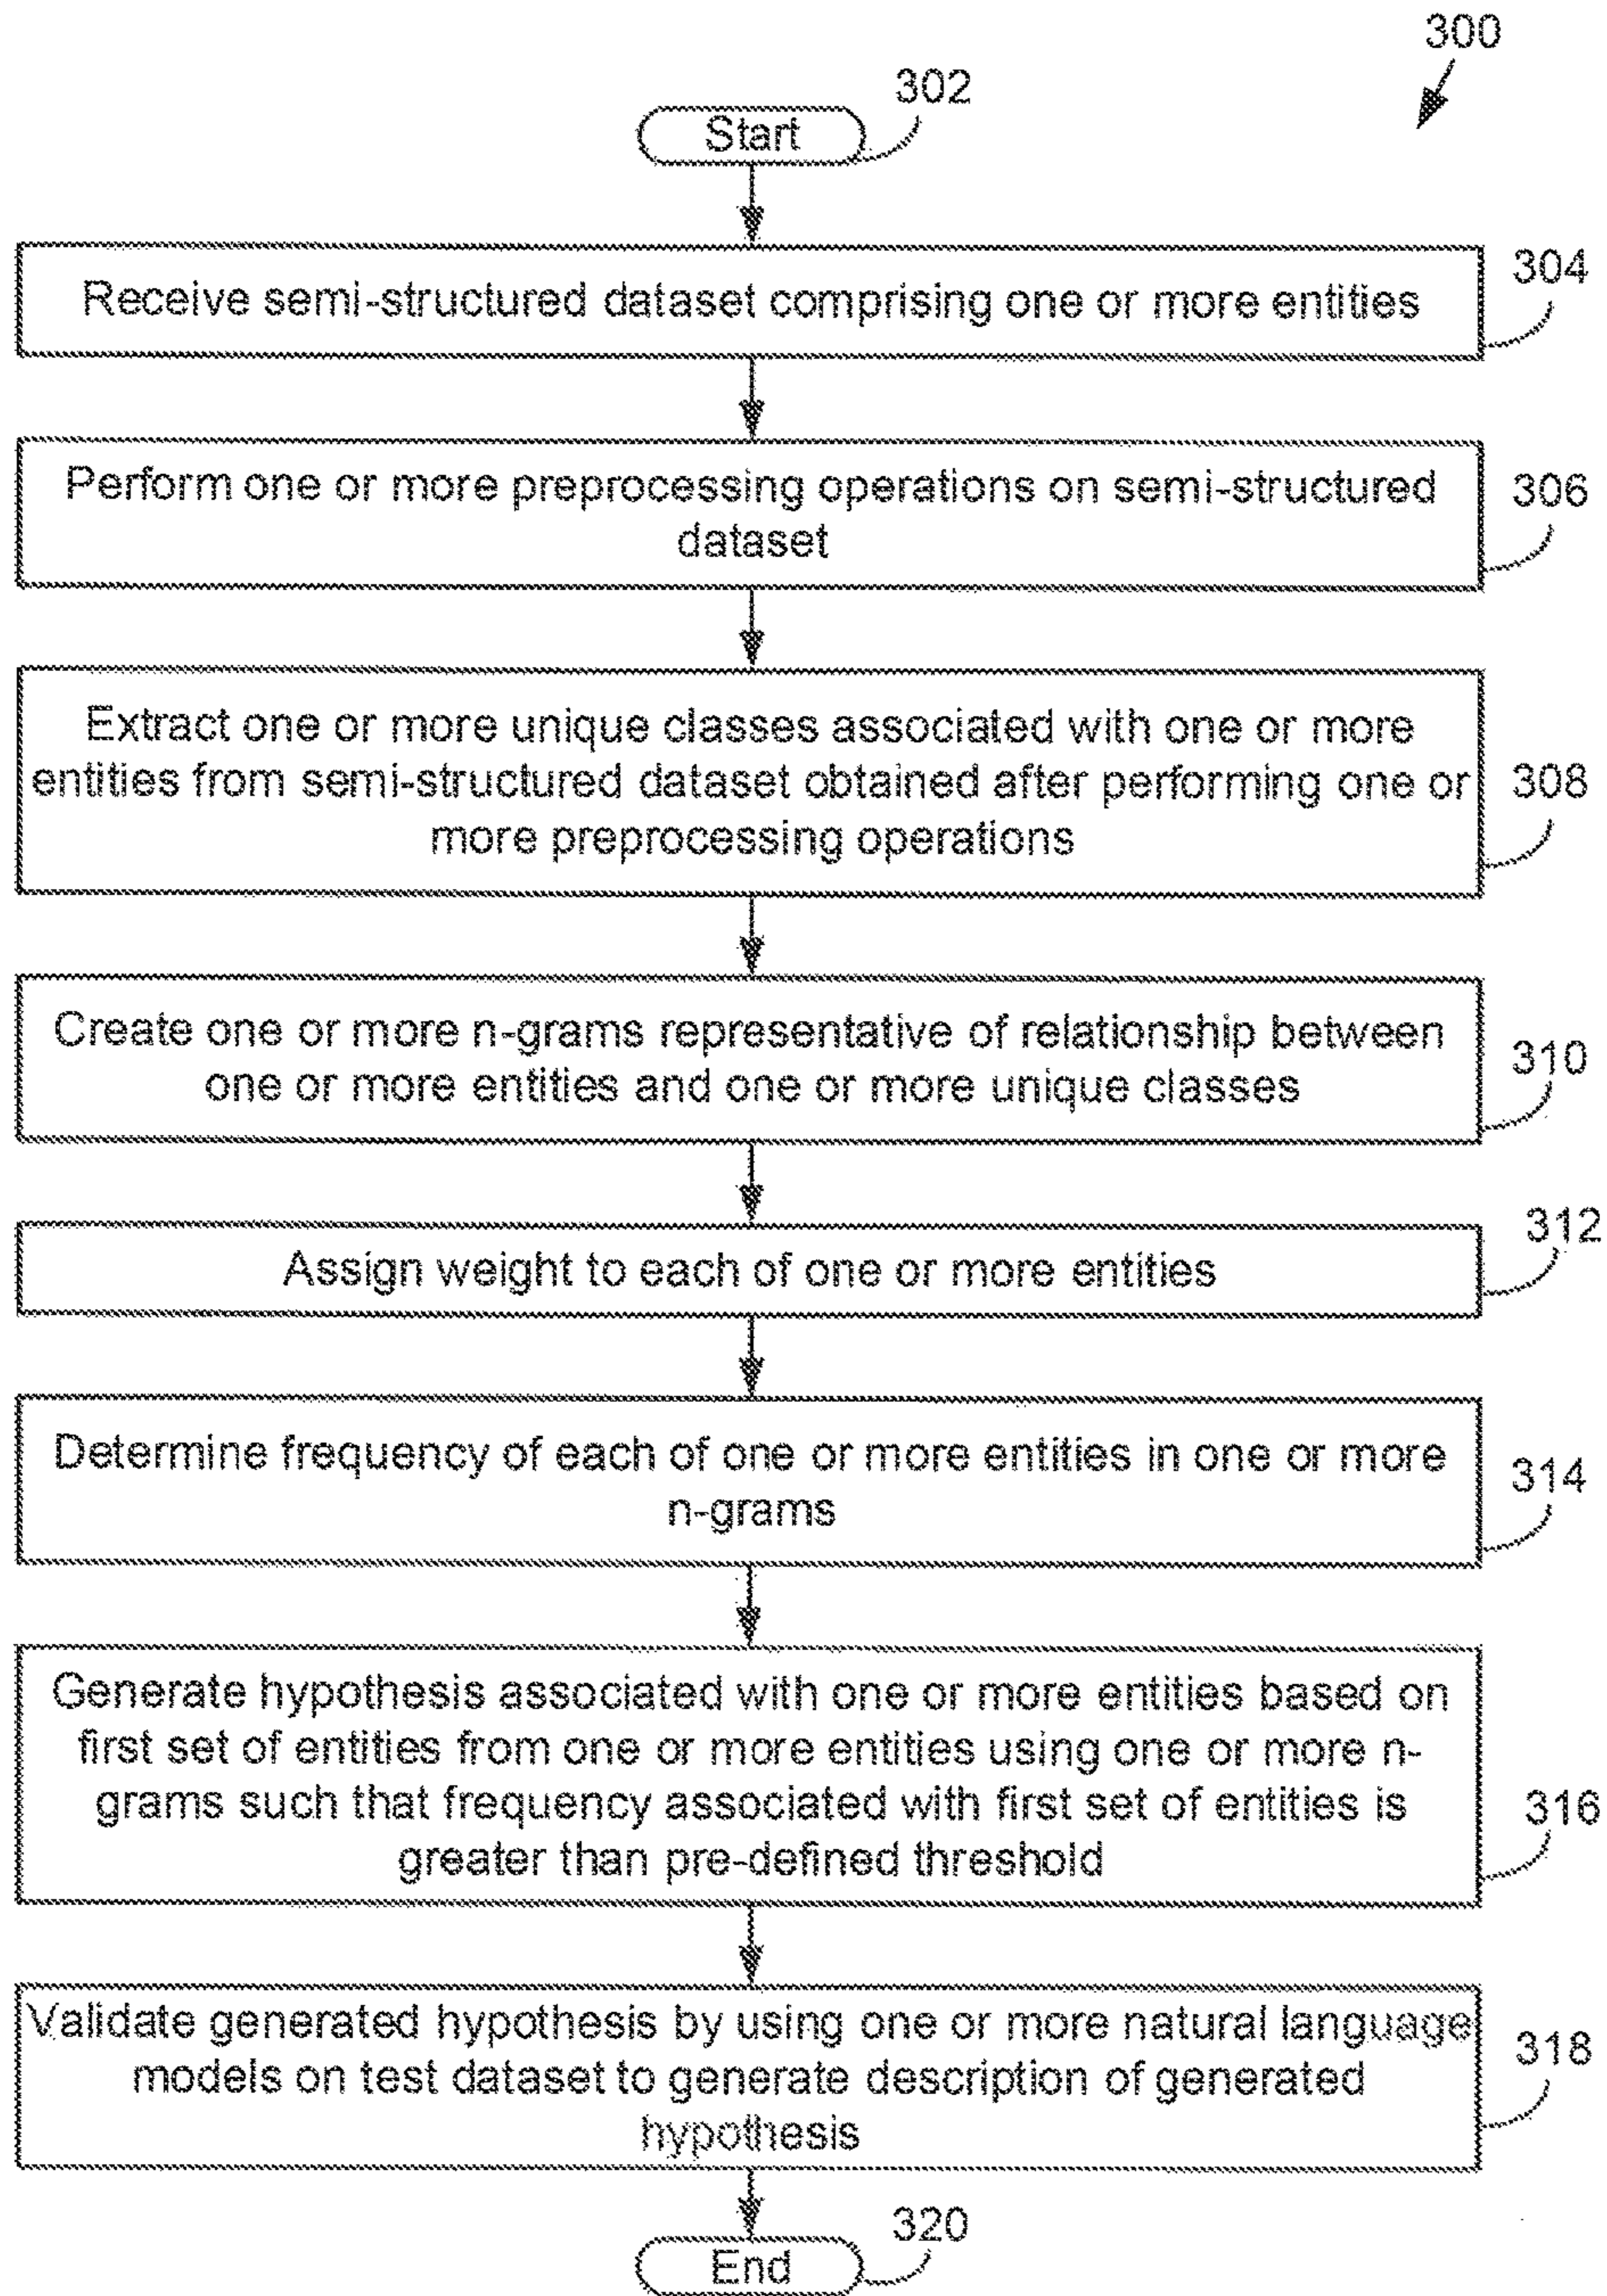 300
302
Start
304
Receive semi-structured dataset comprising one or more entities
Perform one or more preprocessing operations on semi-structured
dataset
306
Extract one or more unique classes associated with one or more
entities from semi-structured dataset obtained after performing one or
more preprocessing operations
308
Create one or more n-grams representative of relationship between
one or more entities and one or more unique classes
310
312
Assign weight to each of one or more entities
Determine frequency of each of one or more entities in one or more
n-grams
314
Generate hypothesis associated with one or more entities based on
first set of entities from one or more entities using one or more n-
grams such that frequency associated with first set of entities is
greater than pre-defined threshold
316
Validate generated hypothesis by using one or more natural language
models on test dataset to generate description of generated
hypothesis
318
320
End